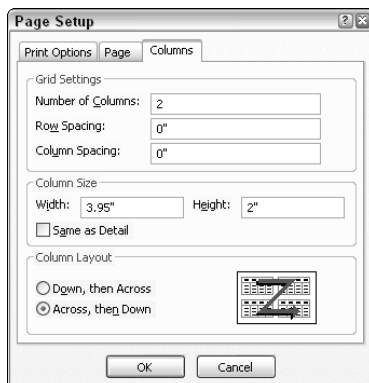 Page Setup
Print Options Page Columns
Grid Settings
Number of Columns: 2
Row Spacing: 0"
Column Spacing: 0"
Column Size
Width: 3.95" Height: 2"
Same as Detail
Column Layout
Down, then Across
Across, then Down
OK Cancel